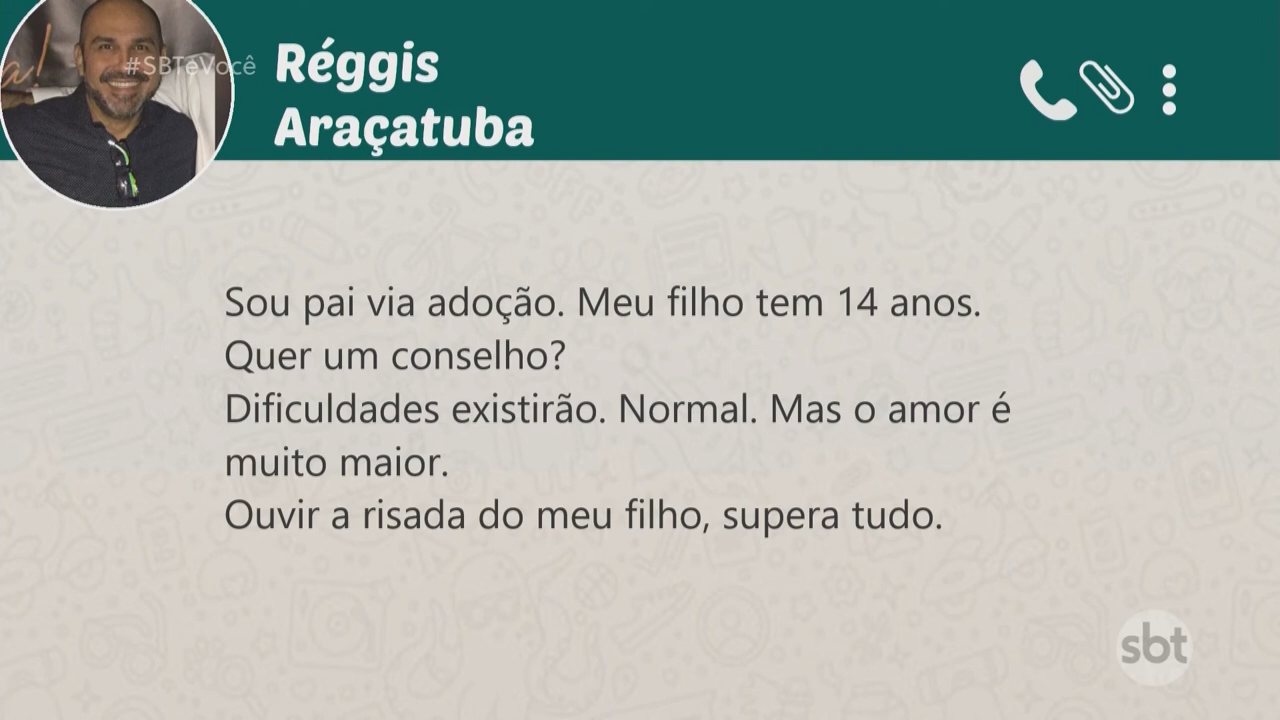 a!
#SBTéVocê
Réggis
Araçatuba
Sou pai via adoção. Meu filho tem 14 anos.
Quer um conselho?
Dificuldades existirão. Normal. Mas o amor é
muito maior.
Ouvir a risada do meu filho, supera tudo.
sbt